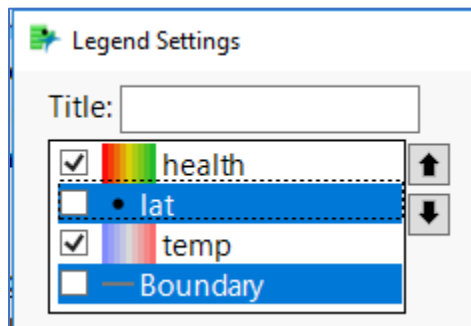 Legend Settings
Title:
health
lat
temp
Boundary